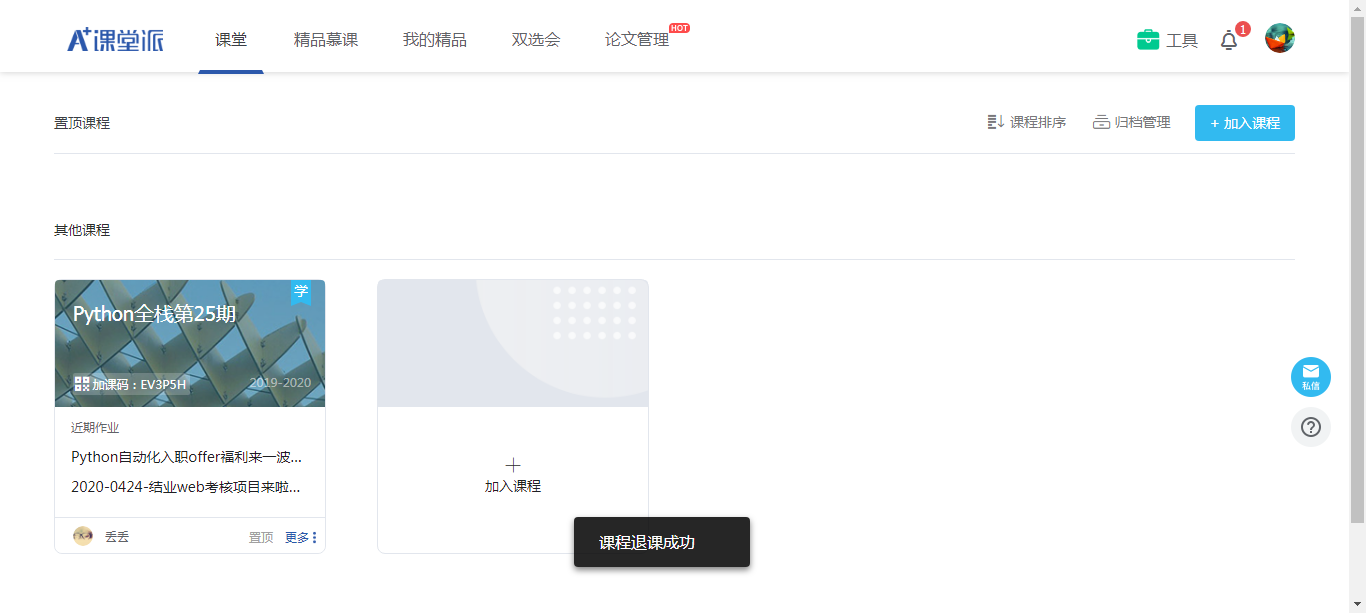 A+课堂派
课堂
精品慕课
我的精品
双选会
论文管理
HOT
工具
1
置顶课程
课程排序
归档管理
+ 加入课程
其他课程
学
Python全栈第25期
加课码：EV3P5H
2019-2020
近期作业
Python自动化入职offer福利来一波...
2020-0424-结业web考核项目来啦...
丢丢
置顶
更多
加入课程
课程退课成功
私信